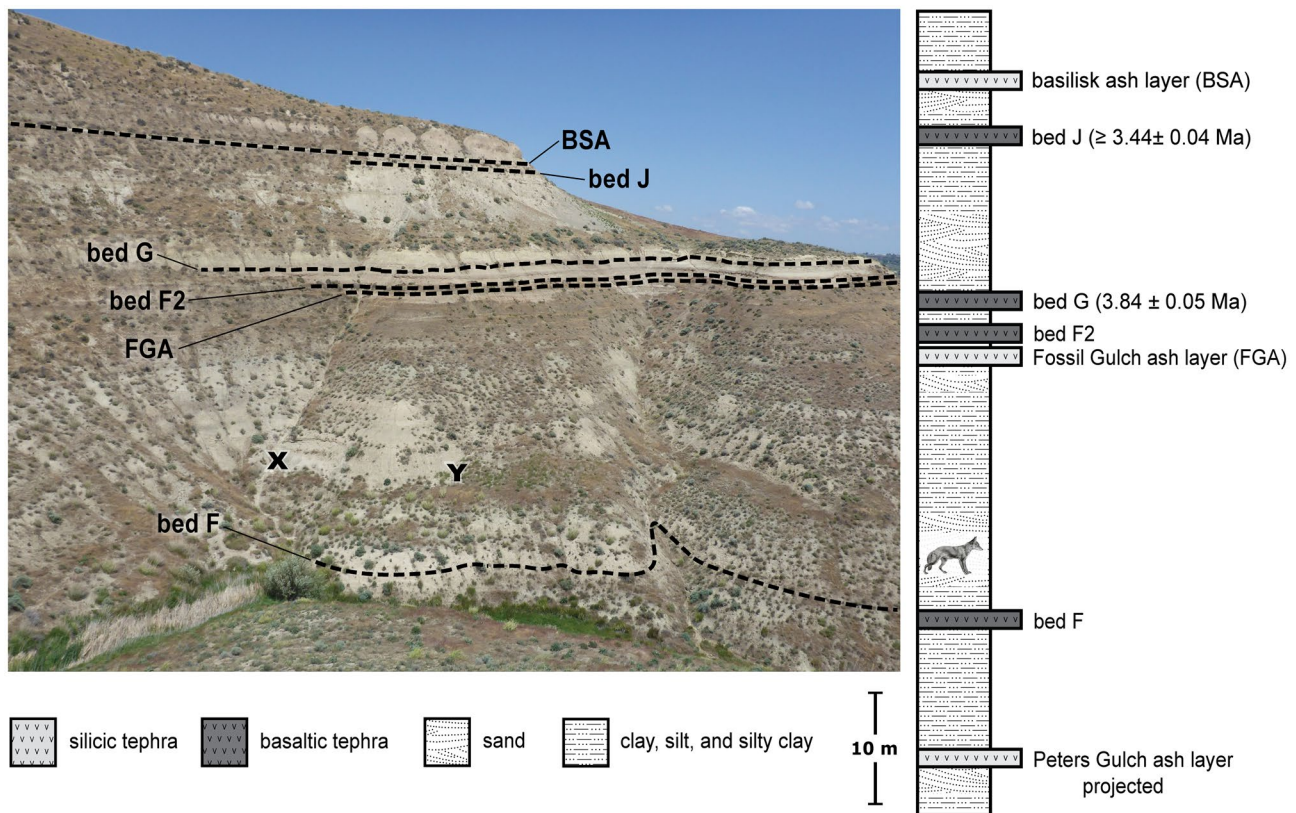 BSA
bed J
bed G
bed F2
FGA
X
Y
bed F
basilisk ash layer (BSA)
bed J (≥ 3.44± 0.04 Ma)
bed G (3.84 ± 0.05 Ma)
bed F2
Fossil Gulch ash layer (FGA)
bed F
Peters Gulch ash layer
projected
silicic tephra
basaltic tephra
sand
clay, silt, and silty clay
10 m